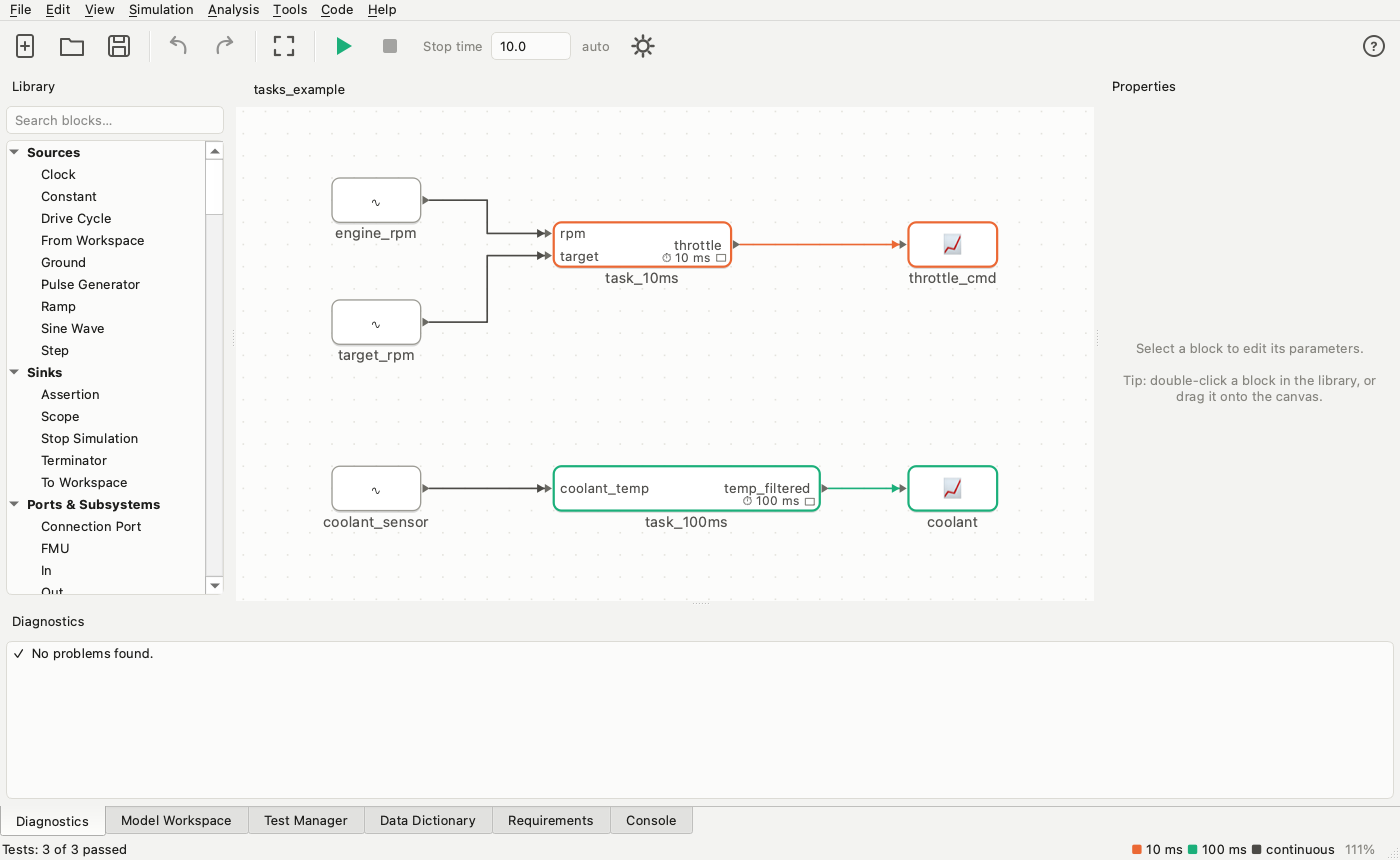 File Edit View Simulation Analysis Tools Code Help
Stop time 10.0 auto
Library
tasks_example
Properties
Search blocks...
Sources
Clock
Constant
Drive Cycle
From Workspace
Ground
Pulse Generator
Ramp
Sine Wave
Step
Sinks
Assertion
Scope
Stop Simulation
Terminator
To Workspace
Ports & Subsystems
Connection Port
FMU
In
Out
engine_rpm
target_rpm
rpm
target
throttle
10 ms
task_10ms
throttle_cmd
coolant_sensor
coolant_temp
temp_filtered
100 ms
task_100ms
coolant
Select a block to edit its parameters.
Tip: double-click a block in the library, or
drag it onto the canvas.
Diagnostics
✓ No problems found.
Diagnostics Model Workspace Test Manager Data Dictionary Requirements Console
Tests: 3 of 3 passed
10 ms 100 ms continuous 111%